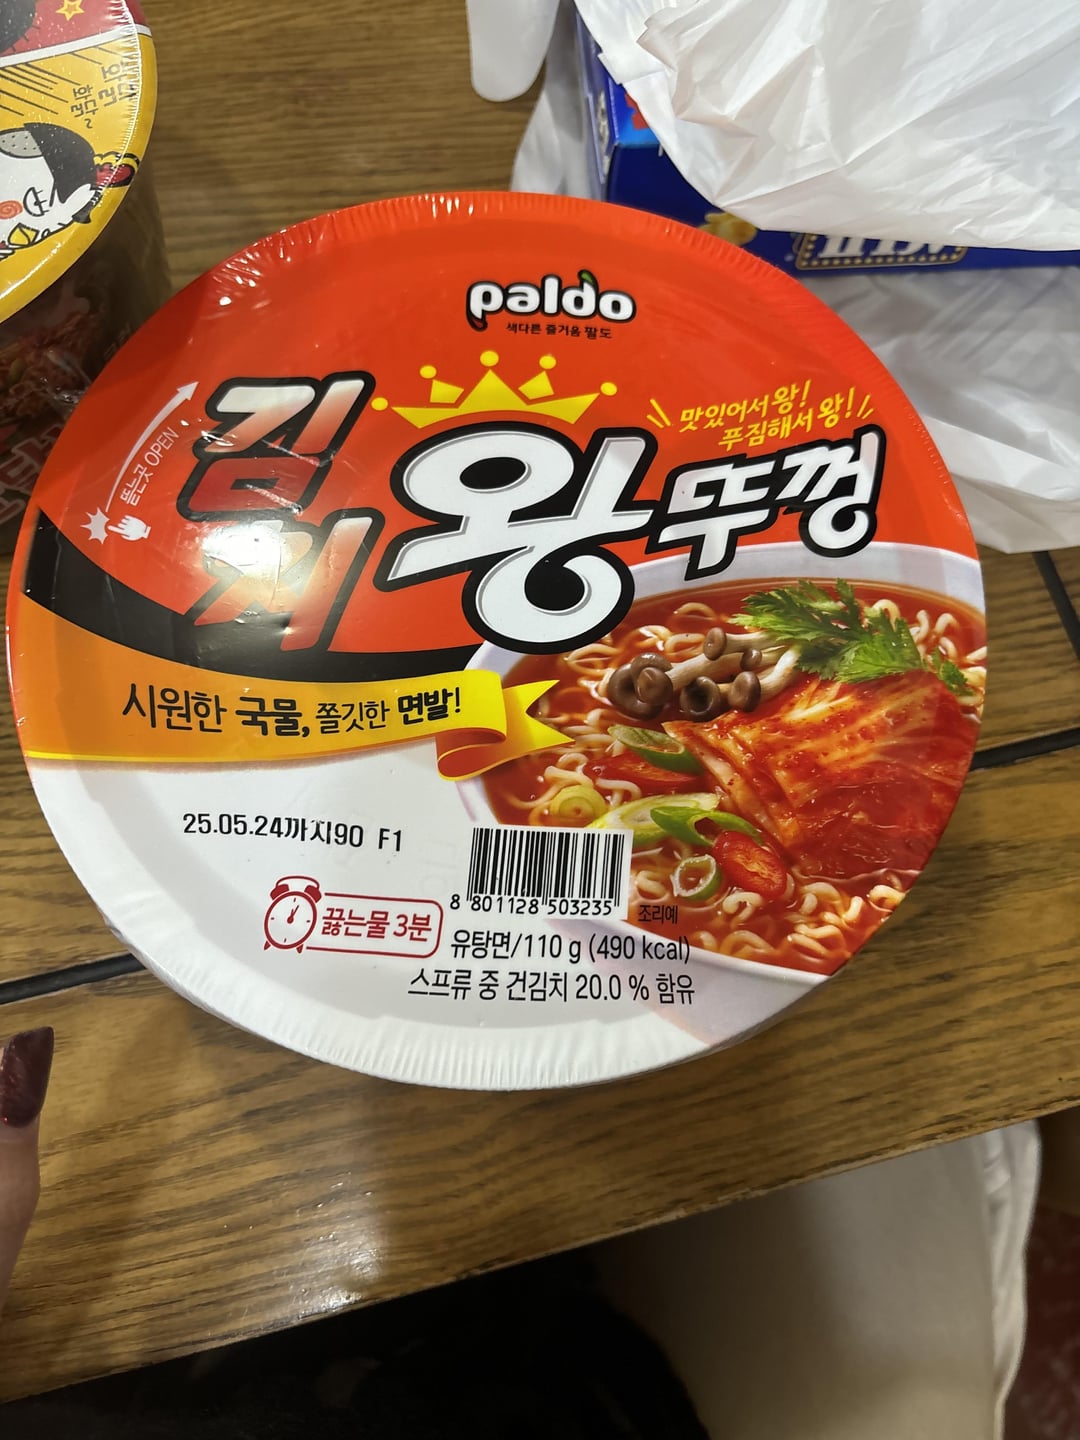 paldo
색다른 즐거움 팔도
맛있어서 왕!
푸짐해서 왕!
김치 왕뚜껑
뜯는곳 OPEN
시원한 국물, 쫄깃한 면발!
25.05.24까지90 F1
8 801128 503235
조리예
끓는물 3분
유탕면/110 g (490 kcal)
스프류 중 건김치 20.0 % 함유